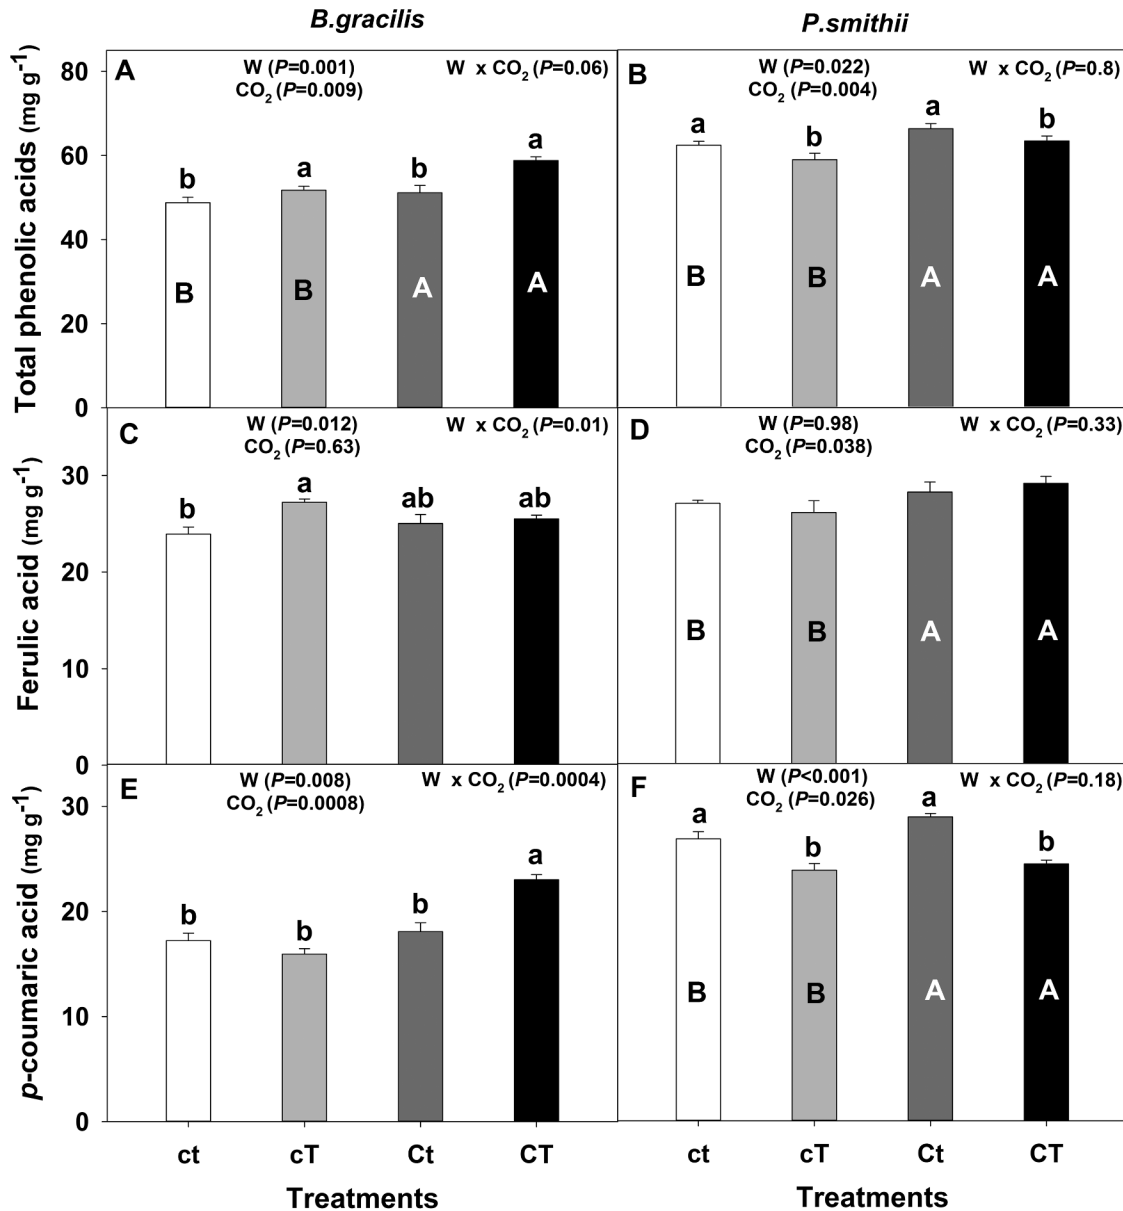 B.gracilis
P.smithii
Total phenolic acids (mg g⁻¹)
80
60
40
20
0
A
W (P=0.001)
W x CO₂ (P=0.06)
CO₂ (P=0.009)
b
a
b
a
B
B
A
A
B
W (P=0.022)
W x CO₂ (P=0.8)
CO₂ (P=0.004)
a
b
a
b
B
B
A
A
Ferulic acid (mg g⁻¹)
30
20
10
0
C
W (P=0.012)
W x CO₂ (P=0.01)
CO₂ (P=0.63)
b
a
ab
ab
D
W (P=0.98)
W x CO₂ (P=0.33)
CO₂ (P=0.038)
B
B
A
A
p-coumaric acid (mg g⁻¹)
30
20
10
0
E
W (P=0.008)
W x CO₂ (P=0.0004)
CO₂ (P=0.0008)
b
b
b
a
F
W (P<0.001)
W x CO₂ (P=0.18)
CO₂ (P=0.026)
a
b
a
b
B
B
A
A
ct
cT
Ct
CT
ct
cT
Ct
CT
Treatments
Treatments